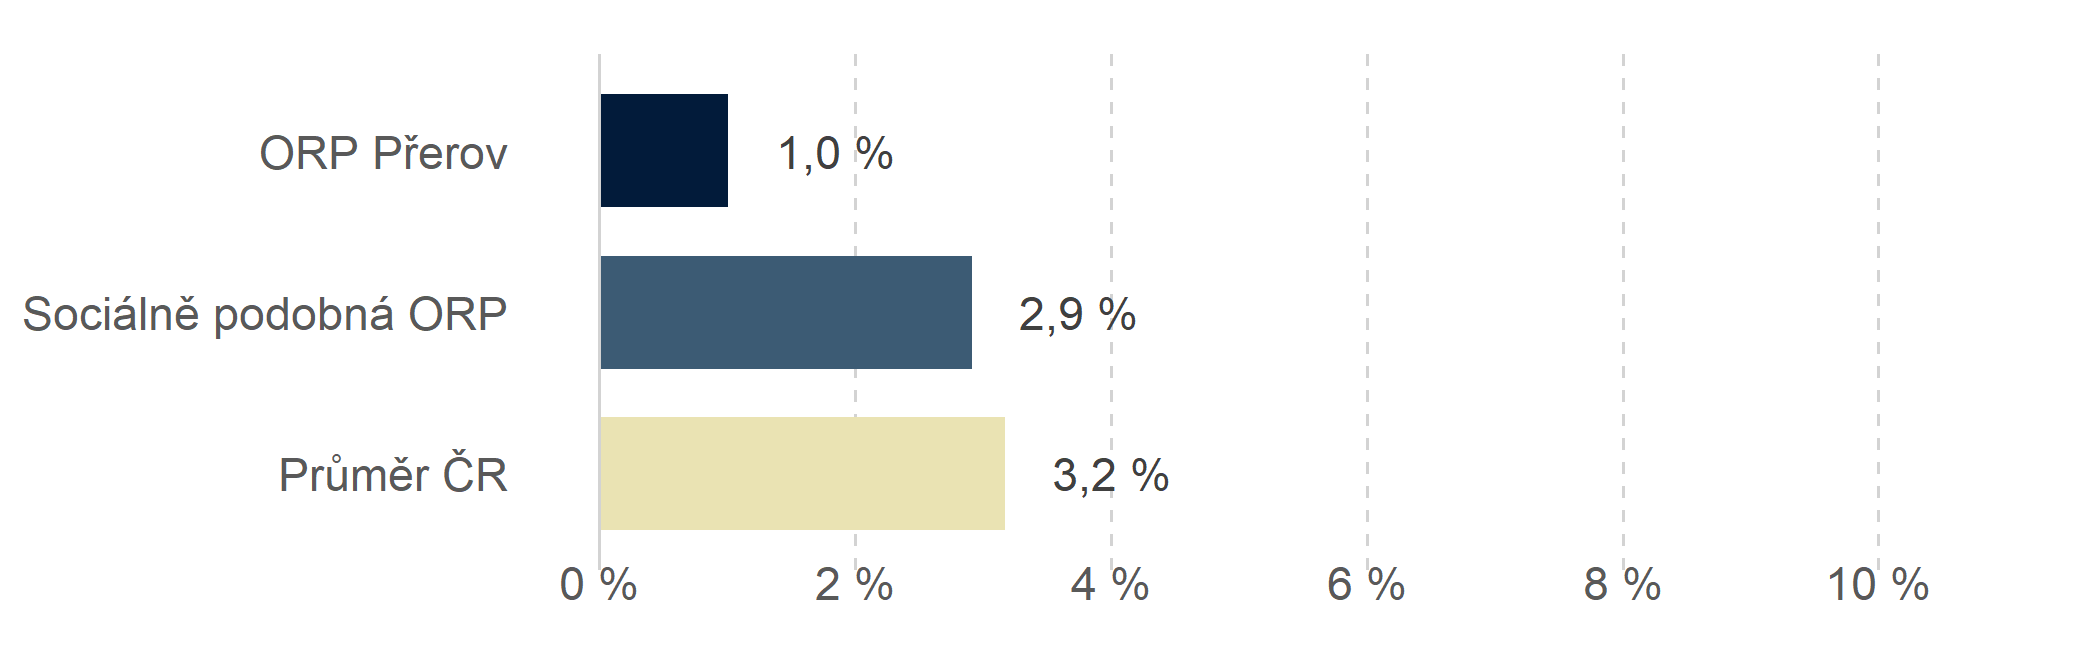 ORP Přerov
1,0 %
Sociálně podobná ORP
2,9 %
Průměr ČR
3,2 %
0 % 2 % 4 % 6 % 8 % 10 %